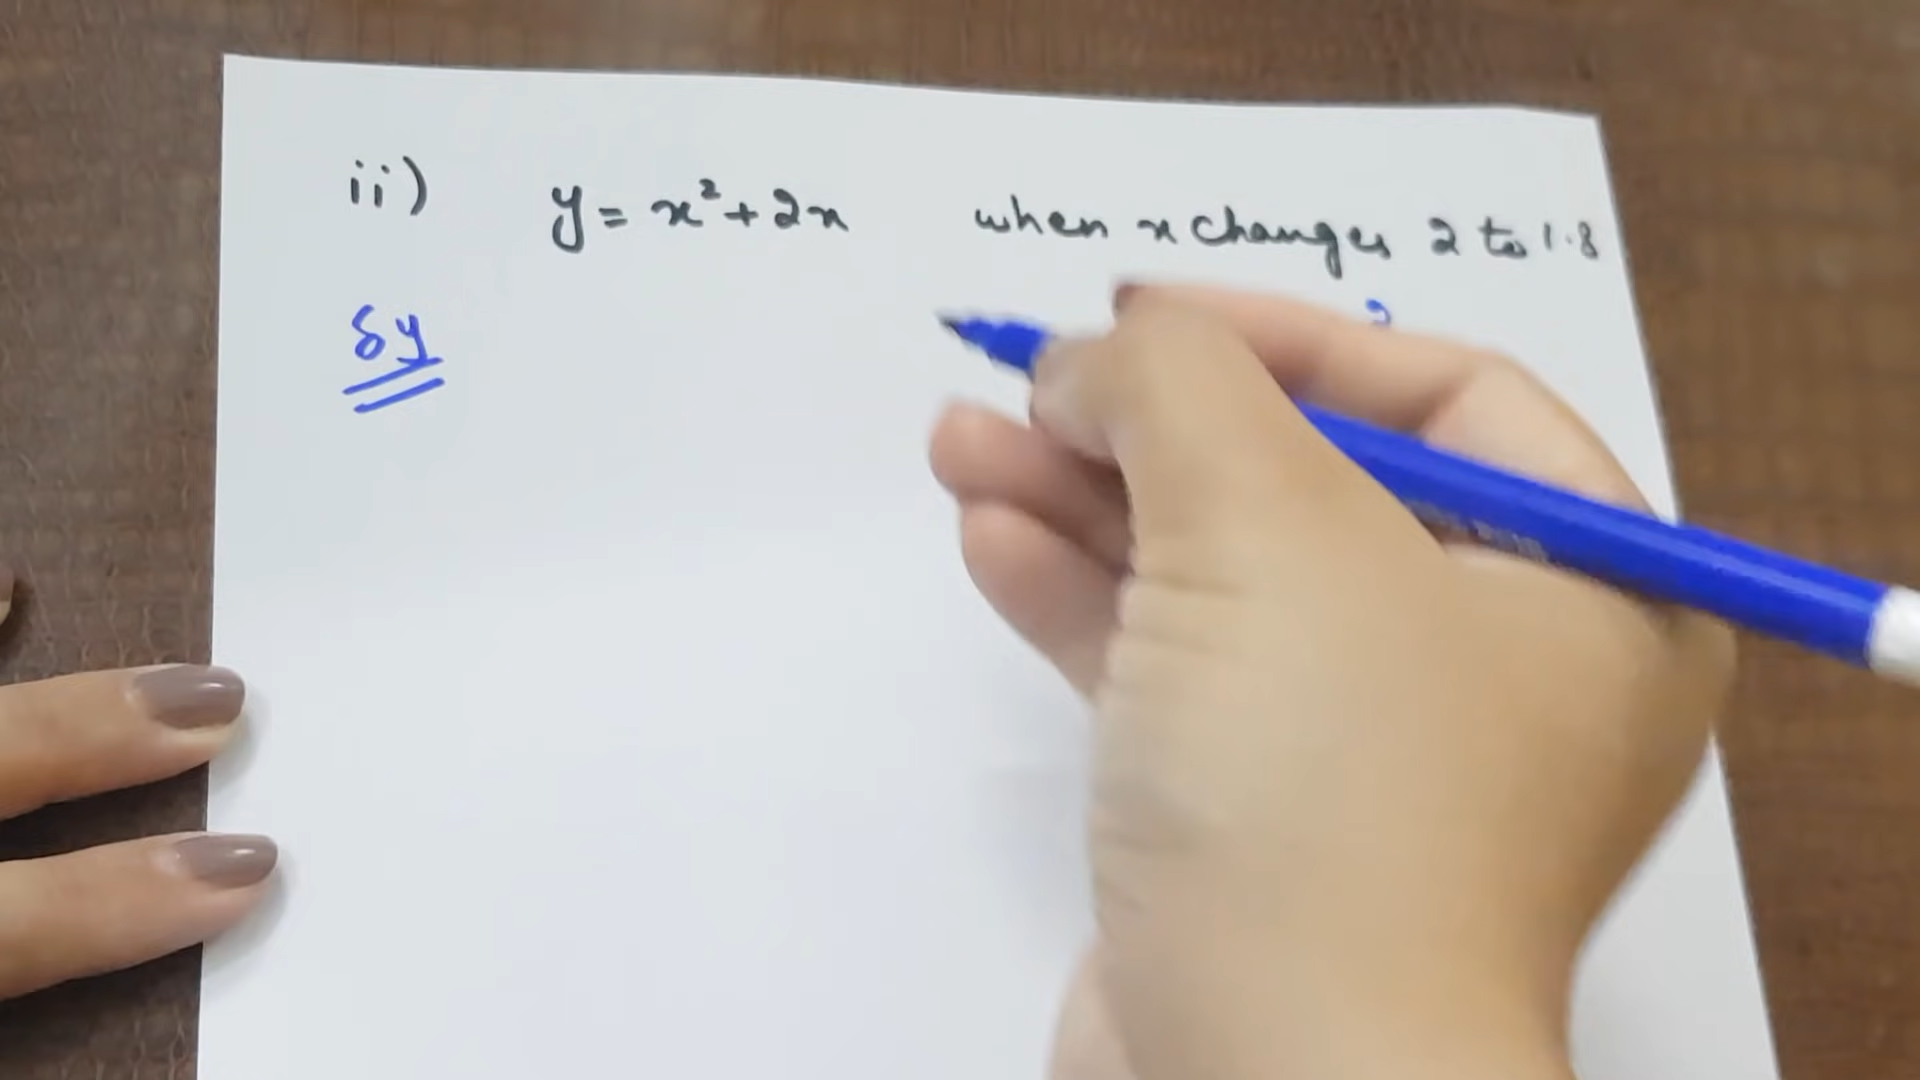 ii) y = x² + 2x when x changes 2 to 1.8
δy